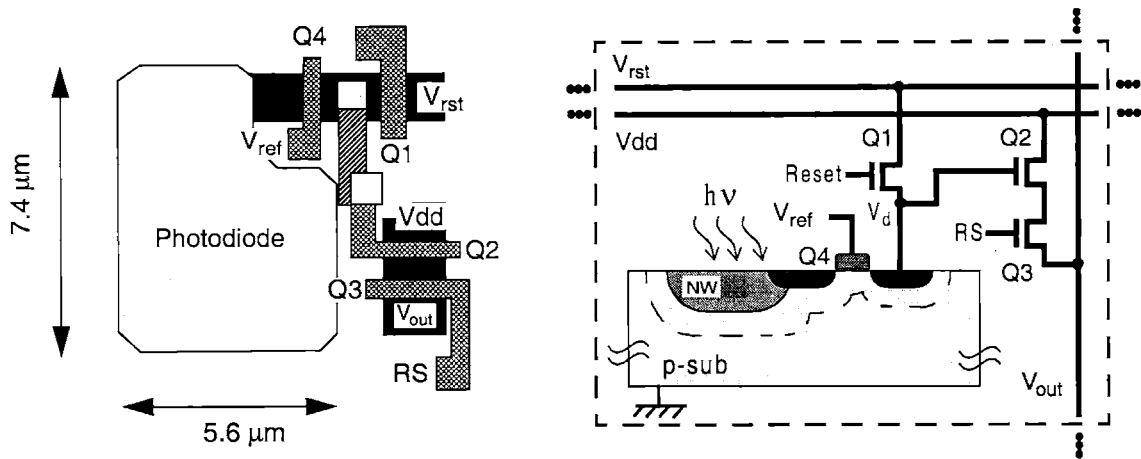 Q4
V_rst
V_ref
Q1
7.4 μm
Photodiode
Vdd
Q2
Q3
V_out
RS
5.6 μm
V_rst
Vdd
Q1
Q2
Reset
hν
V_ref
V_d
RS
Q4
Q3
NW
p-sub
V_out